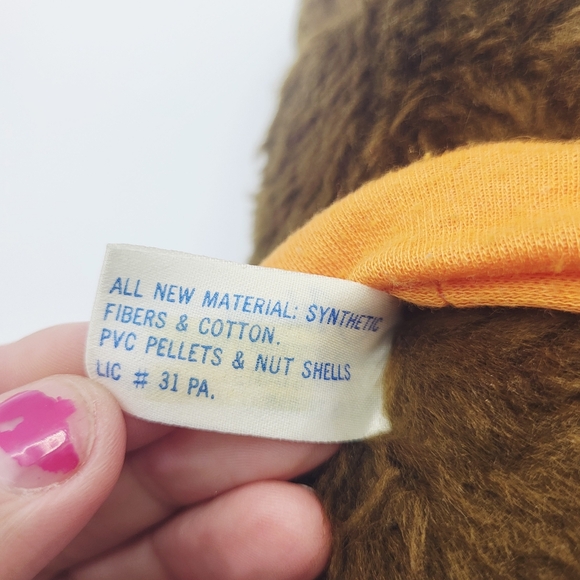 ALL NEW MATERIAL: SYNTHETIC
FIBERS & COTTON.
PVC PELLETS & NUT SHELLS
LIC # 31 PA.